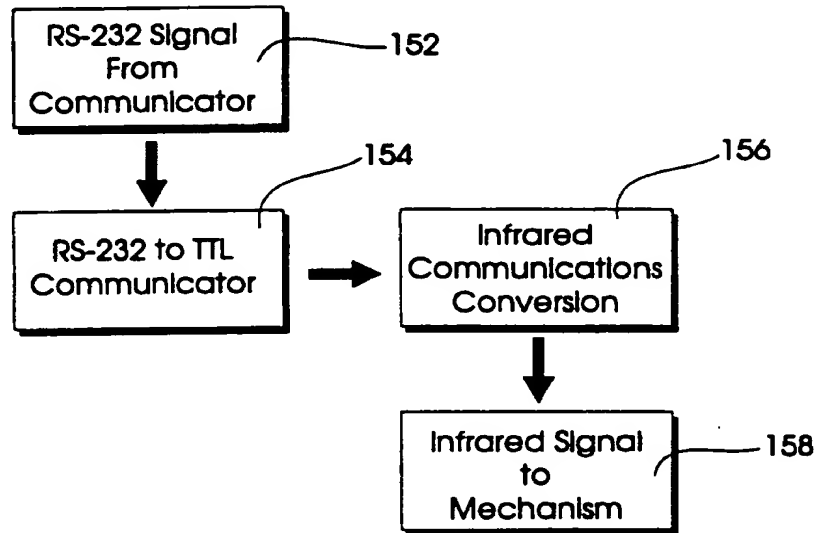 RS-232 Signal
From
Communicator
152
154
RS-232 to TTL
Communicator
156
Infrared
Communications
Conversion
Infrared Signal
to
Mechanism
158